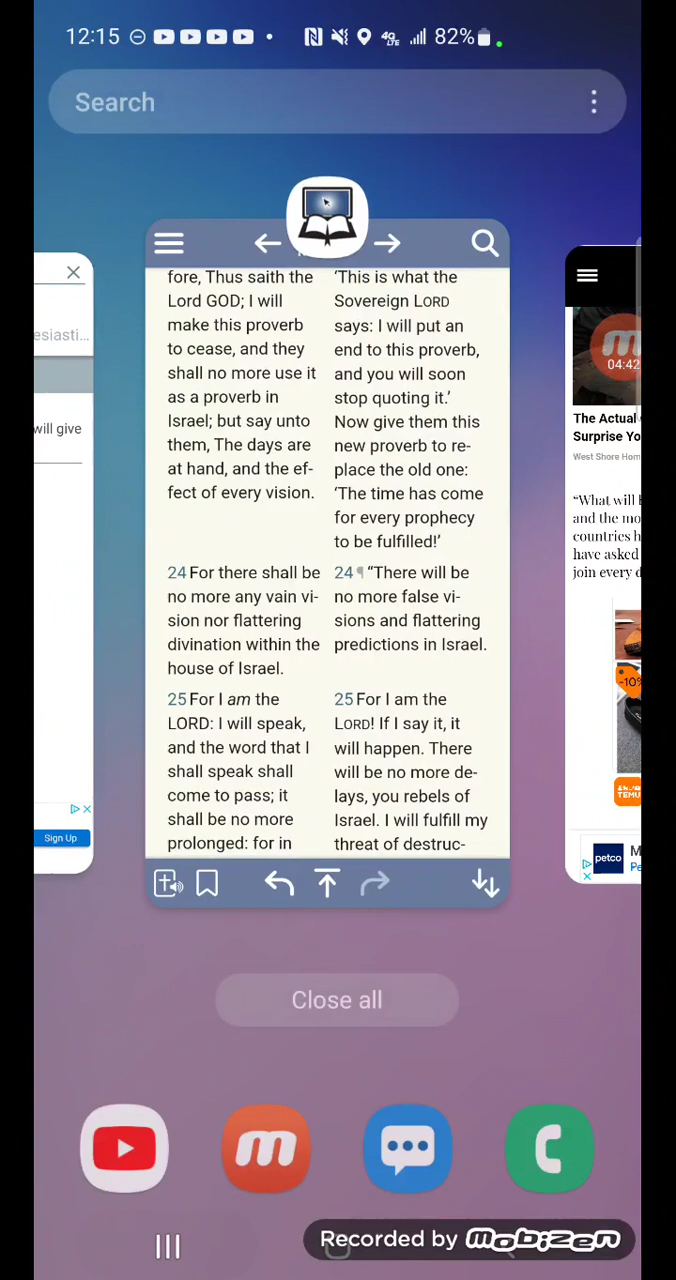 12:15 4G LTE 82%
Search
esiasti...
will give
Sign Up
fore, Thus saith the
Lord GOD; I will
make this proverb
to cease, and they
shall no more use it
as a proverb in
Israel; but say unto
them, The days are
at hand, and the ef-
fect of every vision.
24 For there shall be
no more any vain vi-
sion nor flattering
divination within the
house of Israel.
25 For I am the
LORD: I will speak,
and the word that I
shall speak shall
come to pass; it
shall be no more
prolonged: for in
‘This is what the
Sovereign LORD
says: I will put an
end to this proverb,
and you will soon
stop quoting it.’
Now give them this
new proverb to re-
place the old one:
‘The time has come
for every prophecy
to be fulfilled!’
24 ¶ “There will be
no more false vi-
sions and flattering
predictions in Israel.
25 For I am the
LORD! If I say it, it
will happen. There
will be no more de-
lays, you rebels of
Israel. I will fulfill my
threat of destruc-
04:42
The Actual
Surprise Yo
West Shore Hom
“What will
and the mo
countries h
have asked
join every d
-10%
TEMU
petco
M
Pe
Close all
Recorded by mobizen